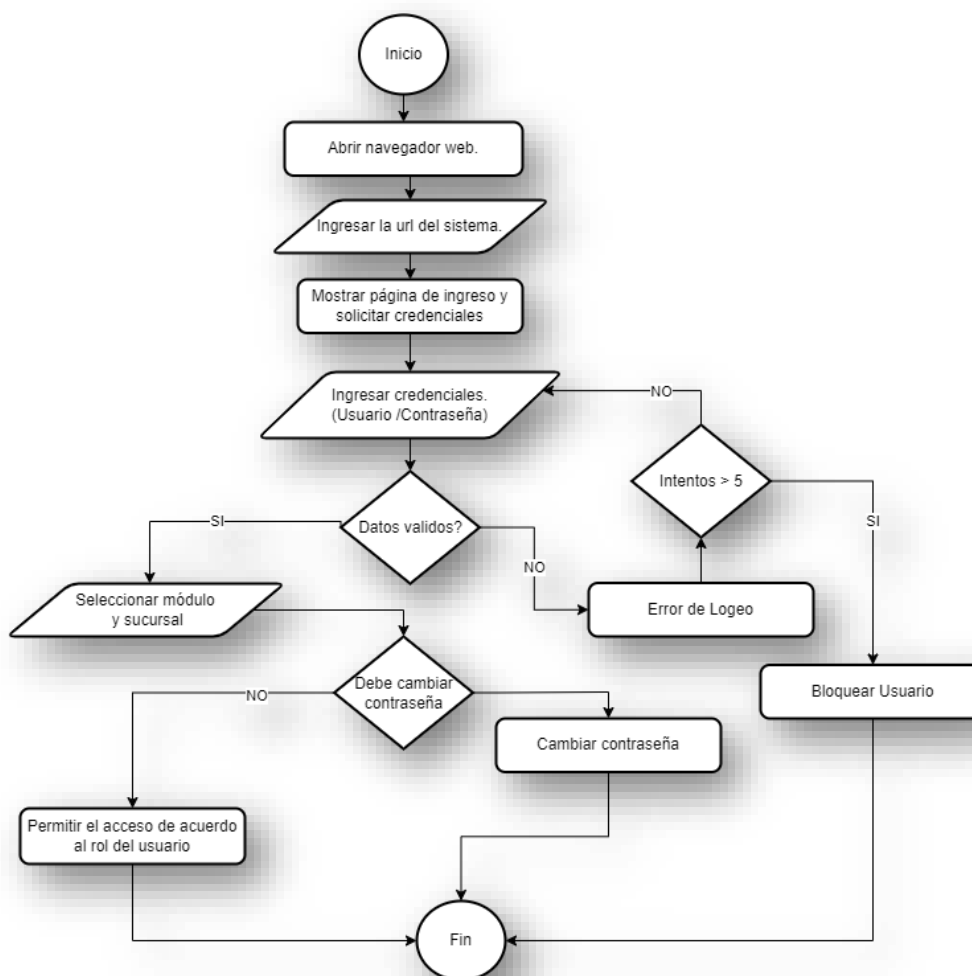 Inicio
Abrir navegador web.
Ingresar la url del sistema.
Mostrar página de ingreso y
solicitar credenciales
Ingresar credenciales.
(Usuario /Contraseña)
NO
Intentos > 5
Datos validos?
SI
SI
NO
Seleccionar módulo
y sucursal
Error de Logeo
Debe cambiar
contraseña
NO
Bloquear Usuario
Cambiar contraseña
Permitir el acceso de acuerdo
al rol del usuario
Fin